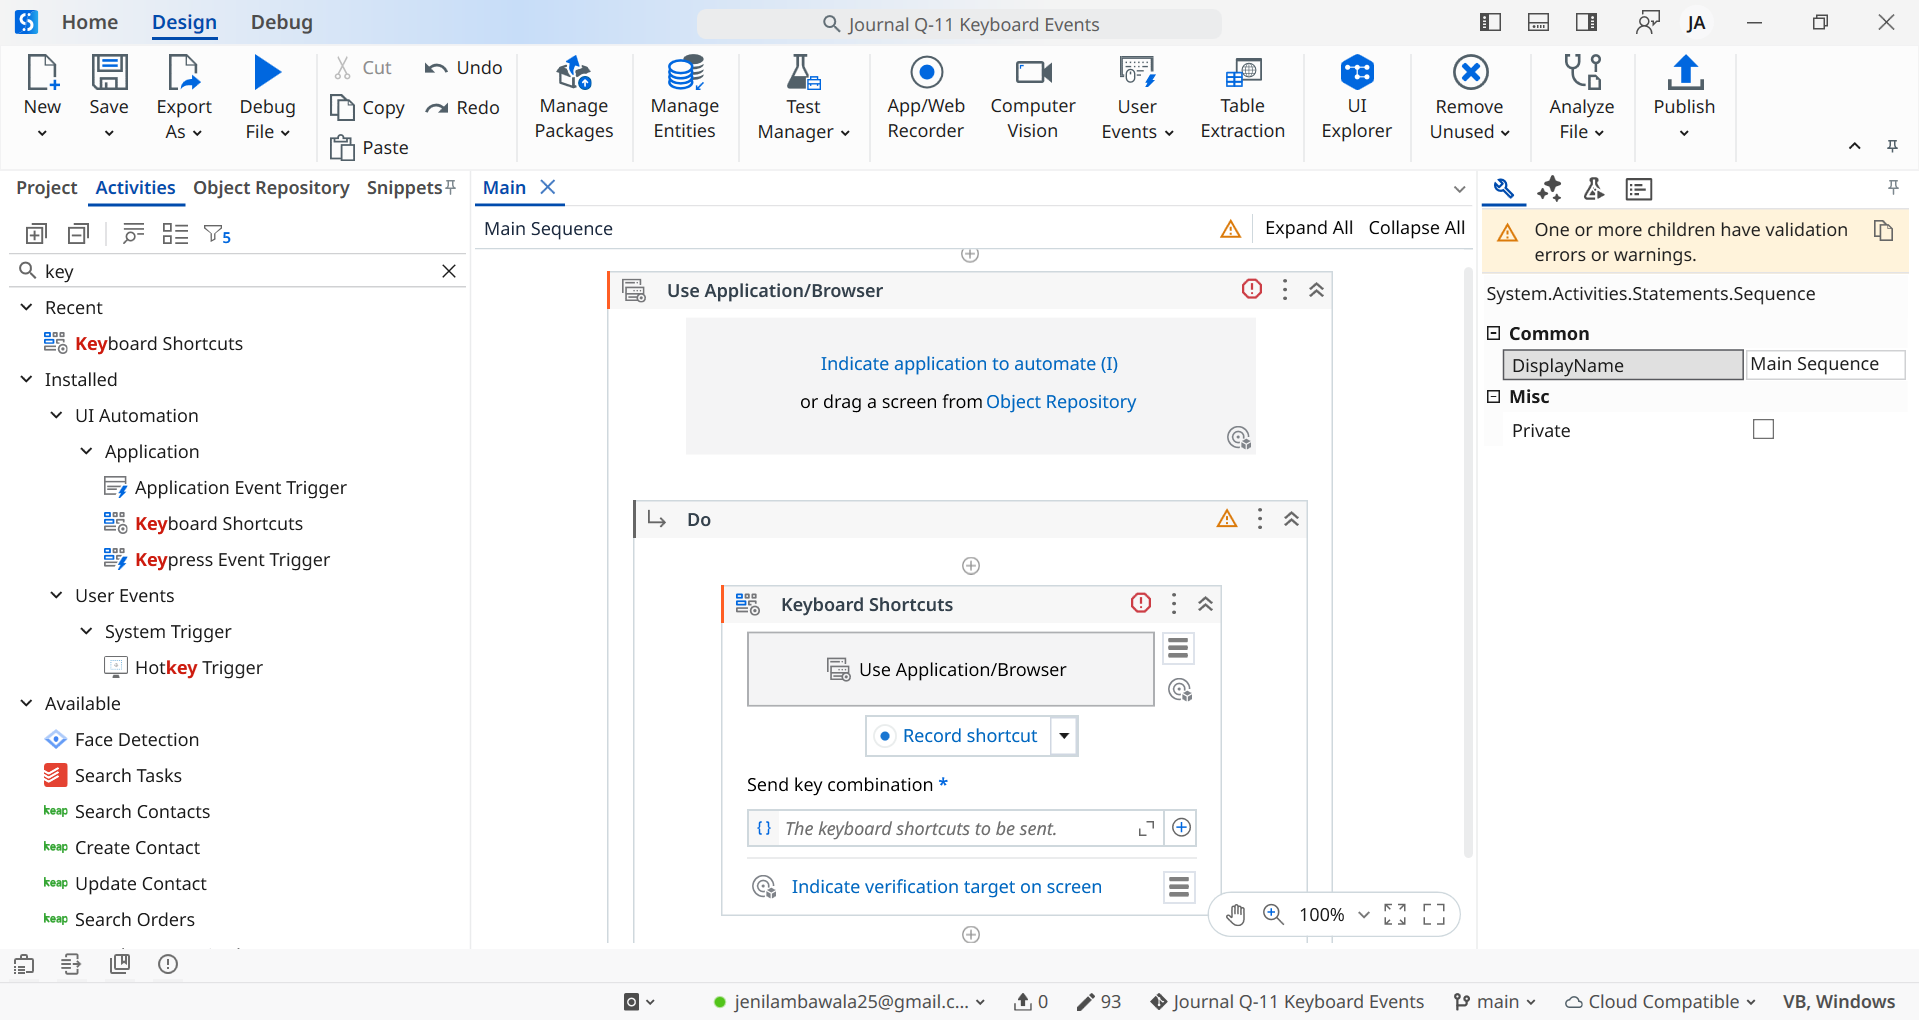 Home Design Debug
Journal Q-11 Keyboard Events
JA
New
Save
Export As
Debug File
Cut
Copy
Paste
Undo
Redo
Manage Packages
Manage Entities
Test Manager
App/Web Recorder
Computer Vision
User Events
Table Extraction
UI Explorer
Remove Unused
Analyze File
Publish
Project Activities Object Repository Snippets
5
key
Recent
Keyboard Shortcuts
Installed
UI Automation
Application
Application Event Trigger
Keyboard Shortcuts
Keypress Event Trigger
User Events
System Trigger
Hotkey Trigger
Available
Face Detection
Search Tasks
keap Search Contacts
keap Create Contact
keap Update Contact
keap Search Orders
Main
Main Sequence
Expand All Collapse All
Use Application/Browser
Indicate application to automate (I)
or drag a screen from Object Repository
Do
Keyboard Shortcuts
Use Application/Browser
Record shortcut
Send key combination *
{ } The keyboard shortcuts to be sent.
Indicate verification target on screen
100%
One or more children have validation
errors or warnings.
System.Activities.Statements.Sequence
Common
DisplayName Main Sequence
Misc
Private
jenilambawala25@gmail.c... 0 93 Journal Q-11 Keyboard Events main Cloud Compatible VB, Windows